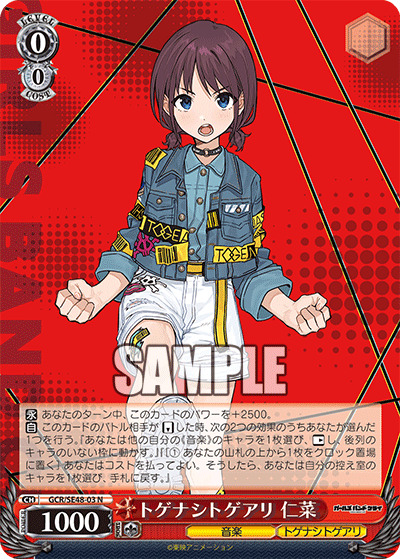 LEVEL
0
0
COST
GIRLS BAND
TOGE
TOGE
SAMPLE
永 あなたのターン中、このカードのパワーを+2500。
自 このカードのバトル相手が した時、次の2つの効果のうちあなたが選んだ
1つを行う。『あなたは他の自分の《音楽》のキャラを1枚選び、 し、後列の
キャラのいない枠に動かす。』『［① あなたの山札の上から1枚をクロック置場
に置く］ あなたはコストを払ってよい。そうしたら、あなたは自分の控え室の
キャラを1枚選び、手札に戻す。』
CH GCR/SE48-03 N
1000
トゲナシトゲアリ 仁菜
ガールズバンドクライ
音楽
トゲナシトゲアリ
©東映アニメーション